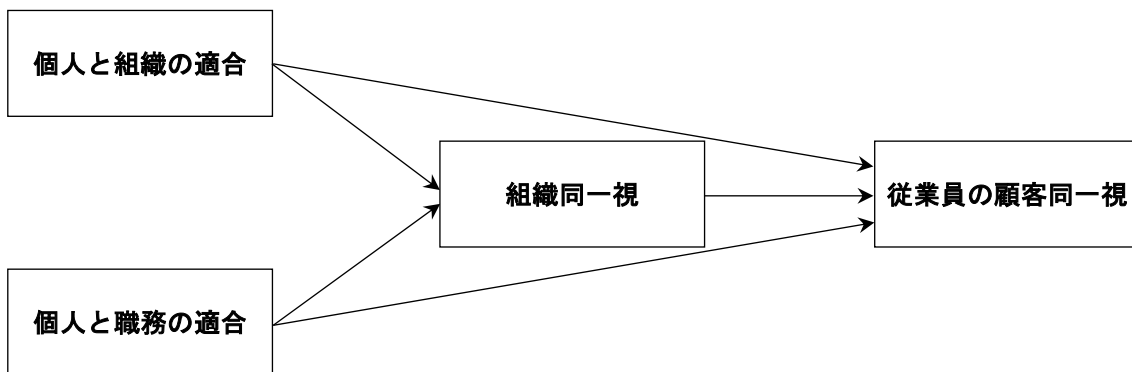 個人と組織の適合
組織同一視
従業員の顧客同一視
個人と職務の適合